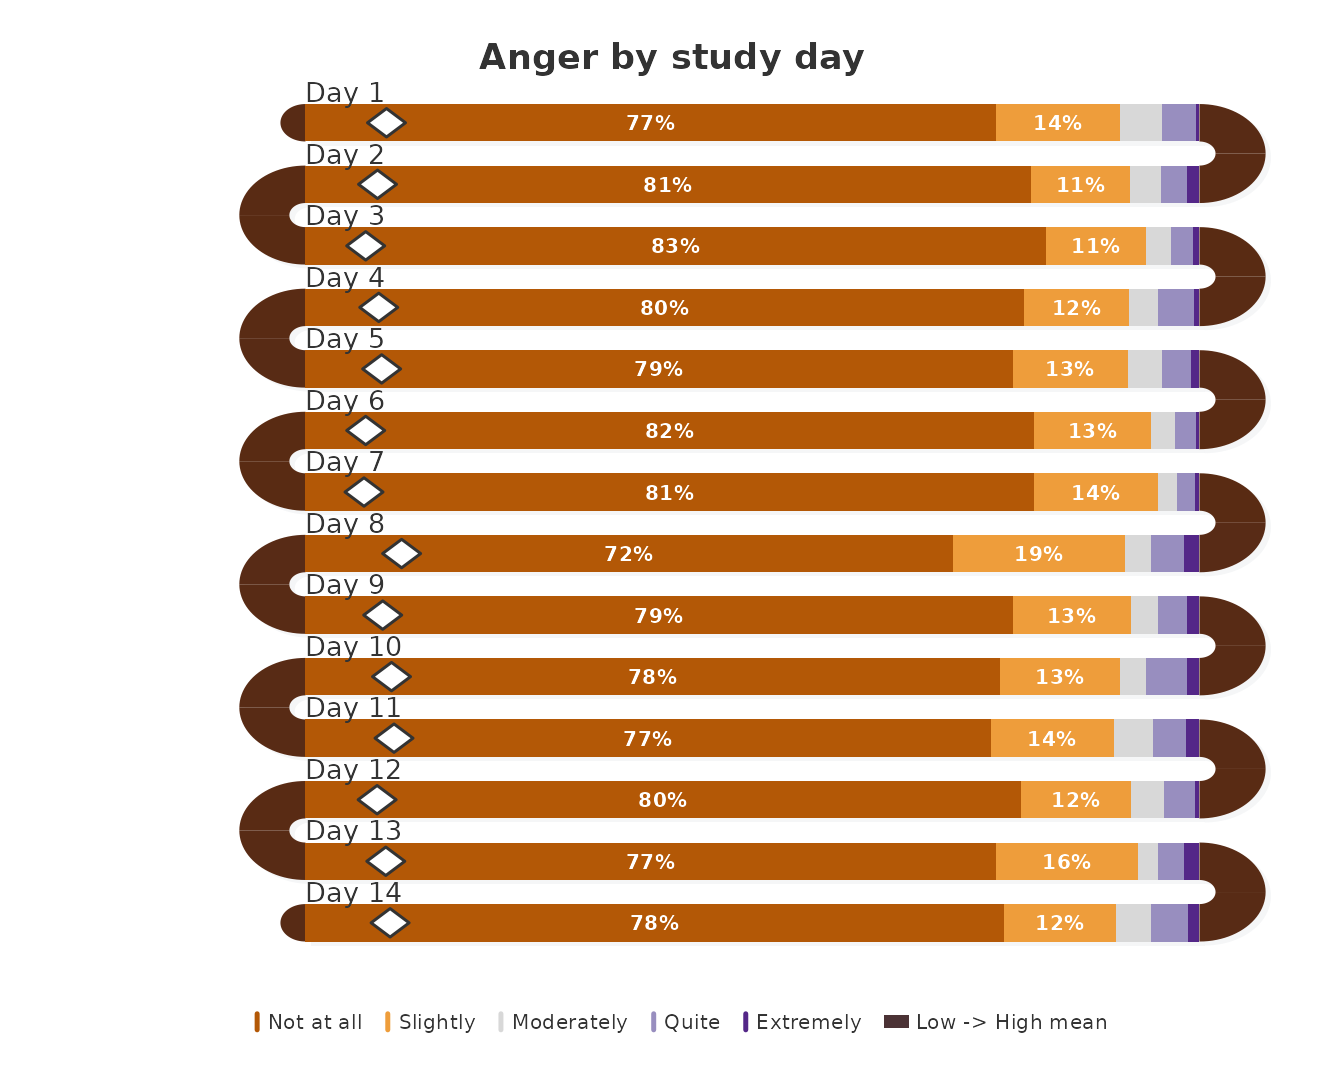 Anger by study day
Day 1
77% 14%
Day 2
81% 11%
Day 3
83% 11%
Day 4
80% 12%
Day 5
79% 13%
Day 6
82% 13%
Day 7
81% 14%
Day 8
72% 19%
Day 9
79% 13%
Day 10
78% 13%
Day 11
77% 14%
Day 12
80% 12%
Day 13
77% 16%
Day 14
78% 12%
Not at all Slightly Moderately Quite Extremely Low -> High mean